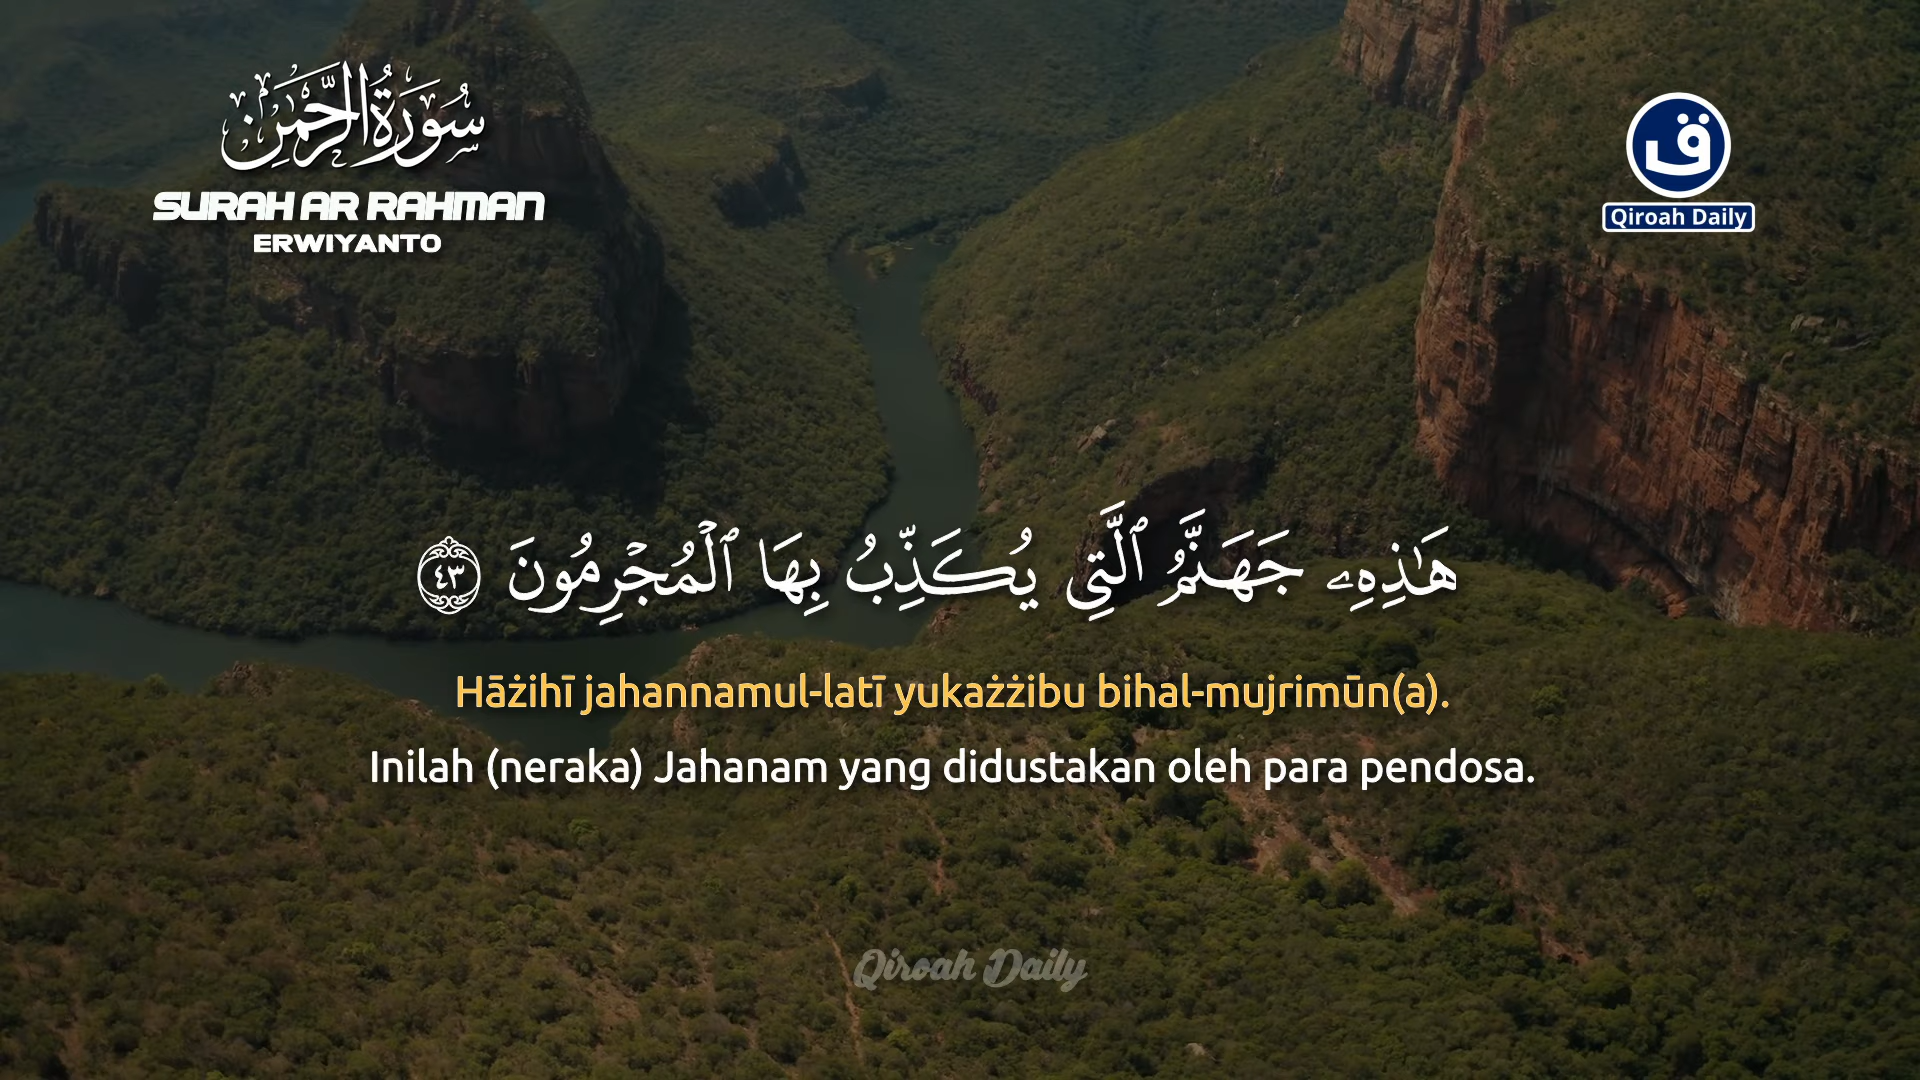 سُورَةُ الرَّحْمَٰنِ
SURAH AR RAHMAN
ERWIYANTO
ق
Qiroah Daily
هَـٰذِهِۦ جَهَنَّمُ ٱلَّتِى يُكَذِّبُ بِهَا ٱلْمُجْرِمُونَ ٤٣
Hāżihī jahannamul-latī yukażżibu bihal-mujrimūn(a).
Inilah (neraka) Jahanam yang didustakan oleh para pendosa.
Qiroah Daily